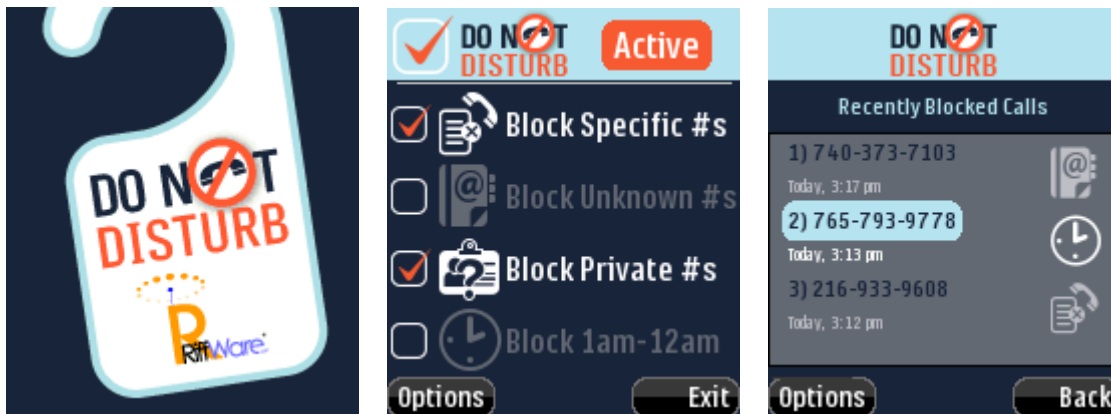 DO NOT
DISTURB
RiffWare
DO NOT
DISTURB
Active
Block Specific #s
Block Unknown #s
Block Private #s
Block 1am-12am
Options
Exit
DO NOT
DISTURB
Recently Blocked Calls
1) 740-373-7103
Today, 3:17 pm
2) 765-793-9778
Today, 3:13 pm
3) 216-933-9608
Today, 3:12 pm
Options
Back